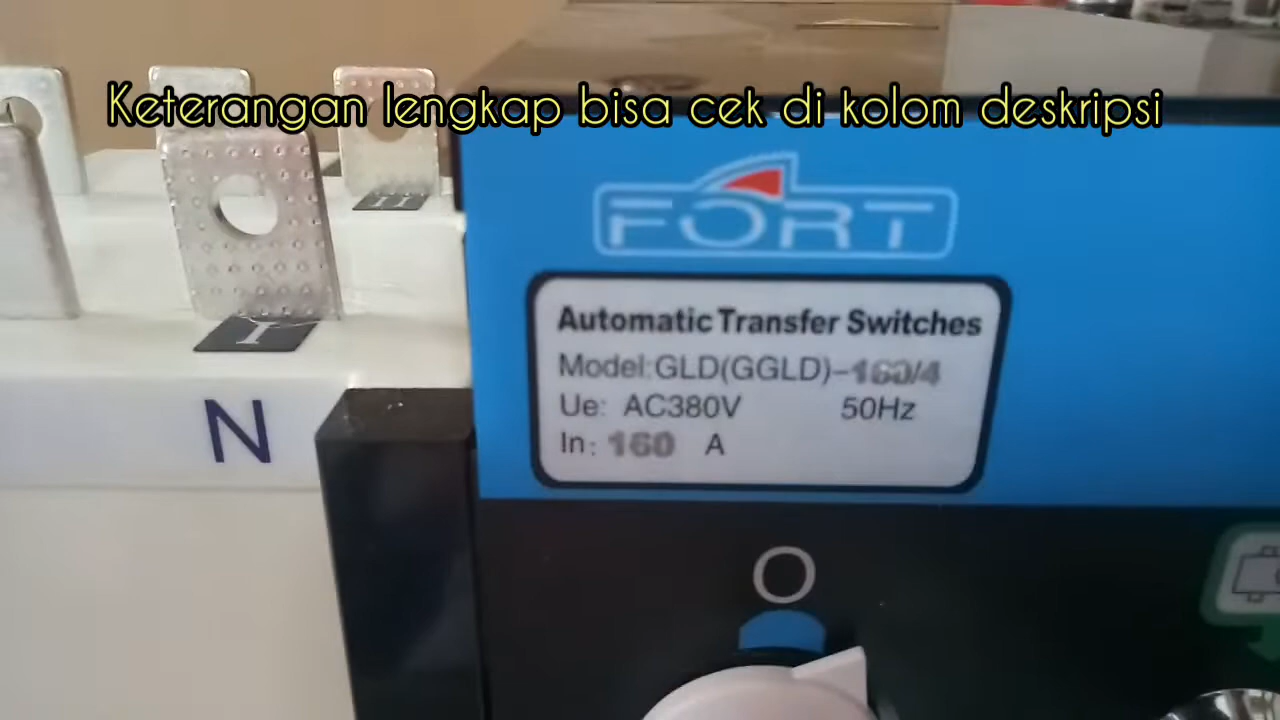 Keterangan lengkap bisa cek di kolom deskripsi
FORT
II
I
N
Automatic Transfer Switches
Model:GLD(GGLD)-160/4
Ue: AC380V 50Hz
In: 160 A
O